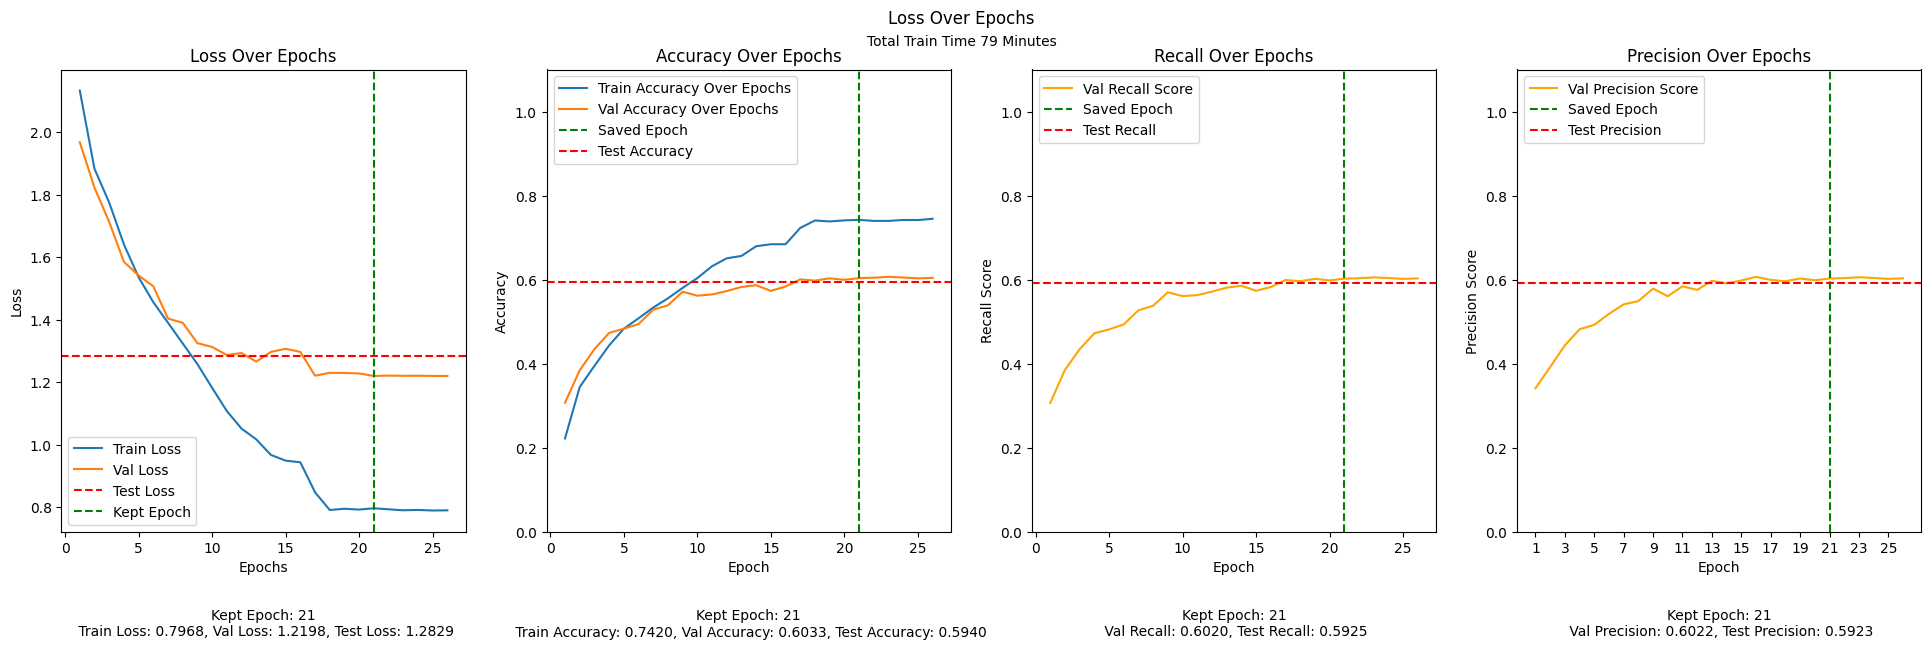 Loss Over Epochs
Total Train Time 79 Minutes
Loss Over Epochs
2.0
1.8
1.6
1.4
1.2
1.0
0.8
Loss
Train Loss
Val Loss
Test Loss
Kept Epoch
0 5 10 15 20 25
Epochs
Kept Epoch: 21
Train Loss: 0.7968, Val Loss: 1.2198, Test Loss: 1.2829
Accuracy Over Epochs
Train Accuracy Over Epochs
Val Accuracy Over Epochs
Saved Epoch
Test Accuracy
1.0
0.8
0.6
0.4
0.2
0.0
Accuracy
0 5 10 15 20 25
Epoch
Kept Epoch: 21
Train Accuracy: 0.7420, Val Accuracy: 0.6033, Test Accuracy: 0.5940
Recall Over Epochs
Val Recall Score
Saved Epoch
Test Recall
1.0
0.8
0.6
0.4
0.2
0.0
Recall Score
0 5 10 15 20 25
Epoch
Kept Epoch: 21
Val Recall: 0.6020, Test Recall: 0.5925
Precision Over Epochs
Val Precision Score
Saved Epoch
Test Precision
1.0
0.8
0.6
0.4
0.2
0.0
Precision Score
1 3 5 7 9 11 13 15 17 19 21 23 25
Epoch
Kept Epoch: 21
Val Precision: 0.6022, Test Precision: 0.5923